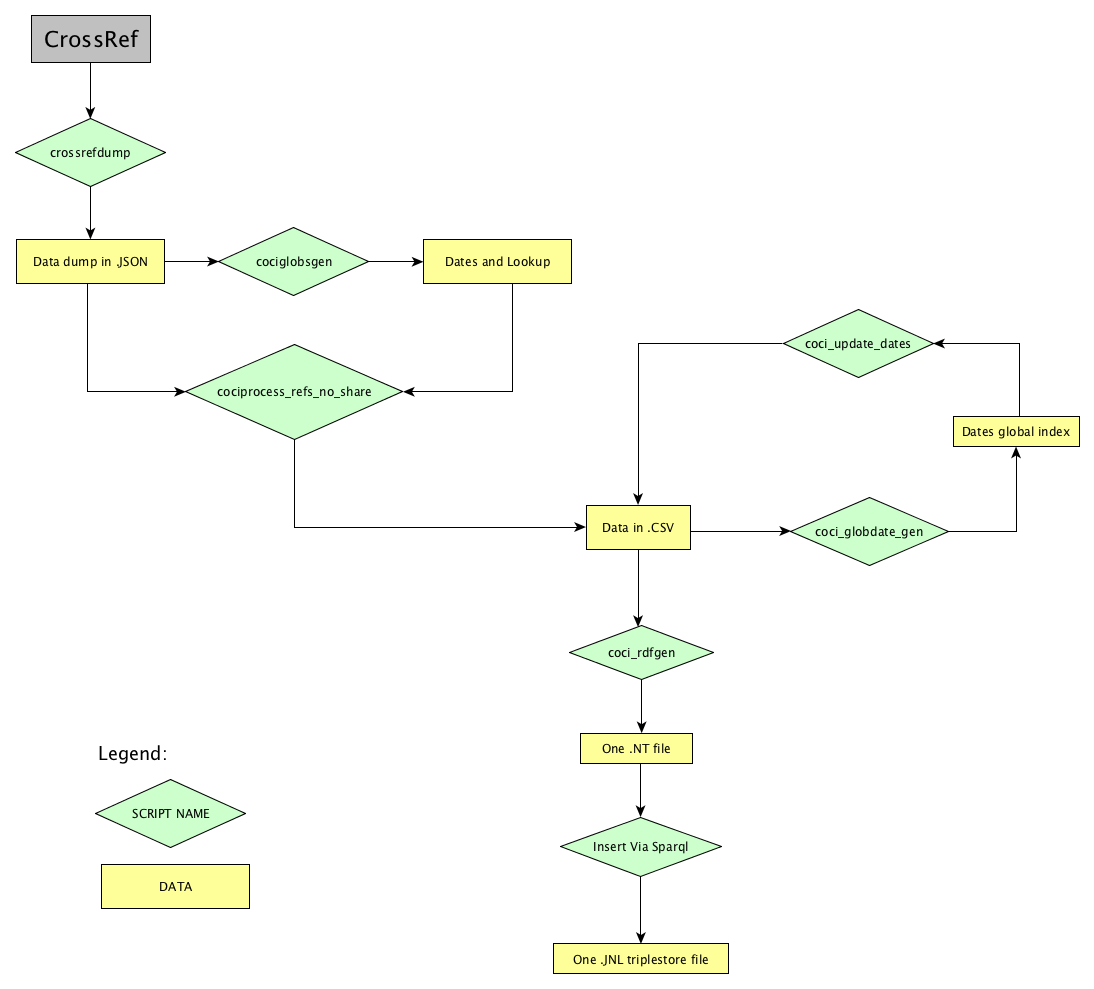 CrossRef
crossrefdump
Data dump in .JSON
cociglobsgen
Dates and Lookup
coci_update_dates
cociprocess_refs_no_share
Dates global index
Data in .CSV
coci_globdate_gen
coci_rdfgen
One .NT file
Legend:
SCRIPT NAME
Insert Via Sparql
DATA
One .JNL triplestore file